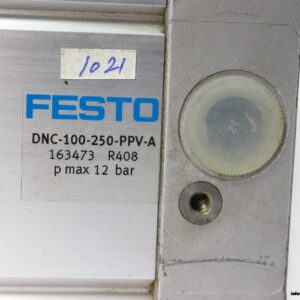 1021
FESTO
DNC-100-250-PPV-A
163473 R408
p max 12 bar